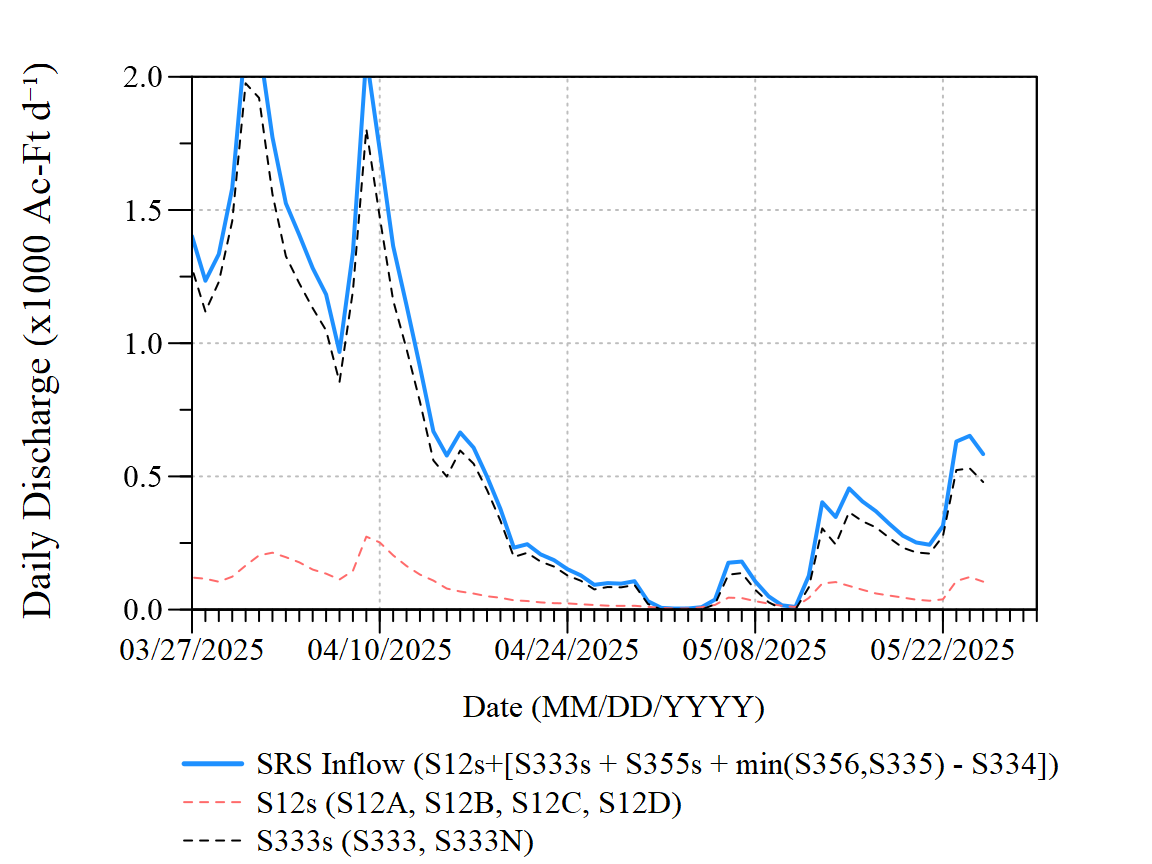 Daily Discharge (x1000 Ac-Ft d⁻¹)
2.0
1.5
1.0
0.5
0.0
03/27/2025 04/10/2025 04/24/2025 05/08/2025 05/22/2025
Date (MM/DD/YYYY)
SRS Inflow (S12s+[S333s + S355s + min(S356,S335) - S334])
S12s (S12A, S12B, S12C, S12D)
S333s (S333, S333N)